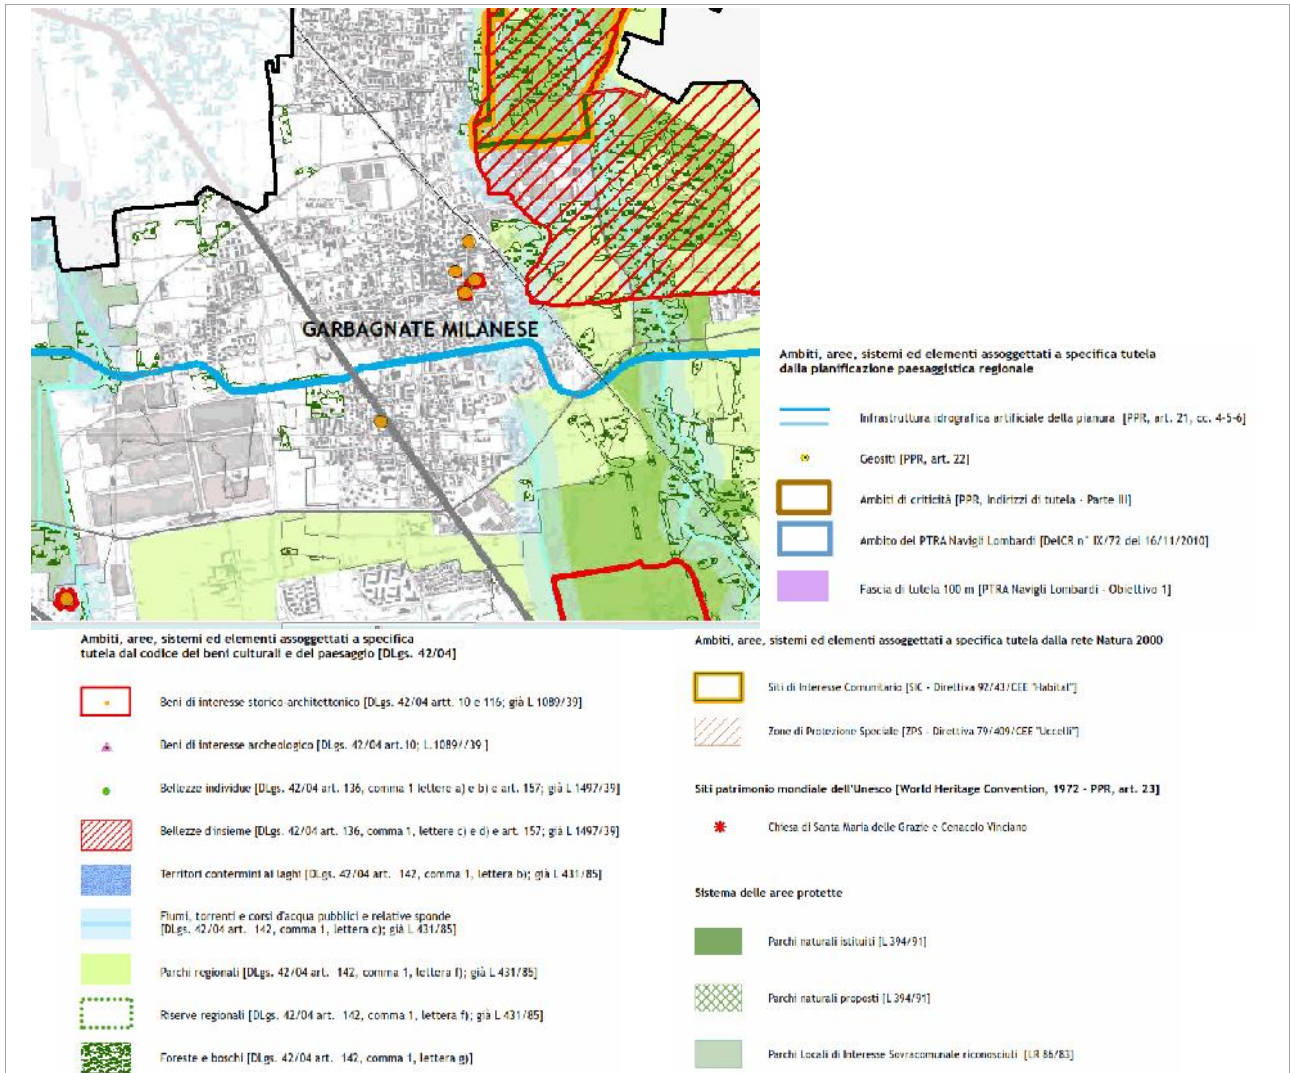 GARBAGNATE MILANESE
Ambiti, aree, sistemi ed elementi assoggettati a specifica tutela
dalla pianificazione paesaggistica regionale
Infrastruttura idrografica artificiale della pianura [PPR, art. 21, cc. 4-5-6]
Geositi [PPR, art. 22]
Ambiti di criticità [PPR, Indirizzi di tutela - Parte III]
Ambito del PTRA Navigli Lombardi [DelCR n° IX/72 del 16/11/2010]
Fascia di tutela 100 m [PTRA Navigli Lombardi - Obiettivo 1]
Ambiti, aree, sistemi ed elementi assoggettati a specifica
tutela dal codice dei beni culturali e del paesaggio [DLgs. 42/04]
Beni di interesse storico-architettonico [DLgs. 42/04 artt. 10 e 116; già L 1089/39]
Beni di interesse archeologico [DLgs. 42/04 art.10; L.1089//39 ]
Bellezze individue [DLgs. 42/04 art. 136, comma 1 lettere a) e b) e art. 157; già L 1497/39]
Bellezze d'insieme [DLgs. 42/04 art. 136, comma 1, lettere c) e d) e art. 157; già L 1497/39]
Territori contermini ai laghi [DLgs. 42/04 art. 142, comma 1, lettera b); già L 431/85]
Fiumi, torrenti e corsi d'acqua pubblici e relative sponde
[DLgs. 42/04 art. 142, comma 1, lettera c); già L 431/85]
Parchi regionali [DLgs. 42/04 art. 142, comma 1, lettera f); già L 431/85]
Riserve regionali [DLgs. 42/04 art. 142, comma 1, lettera f); già L 431/85]
Foreste e boschi [DLgs. 42/04 art. 142, comma 1, lettera g)]
Ambiti, aree, sistemi ed elementi assoggettati a specifica tutela dalla rete Natura 2000
Siti di Interesse Comunitario [SIC - Direttiva 92/43/CEE "Habitat"]
Zone di Protezione Speciale [ZPS - Direttiva 79/409/CEE "Uccelli"]
Siti patrimonio mondiale dell'Unesco [World Heritage Convention, 1972 - PPR, art. 23]
Chiesa di Santa Maria delle Grazie e Cenacolo Vinciano
Sistema delle aree protette
Parchi naturali istituiti [L 394/91]
Parchi naturali proposti [L 394/91]
Parchi Locali di Interesse Sovracomunale riconosciuti [LR 86/83]